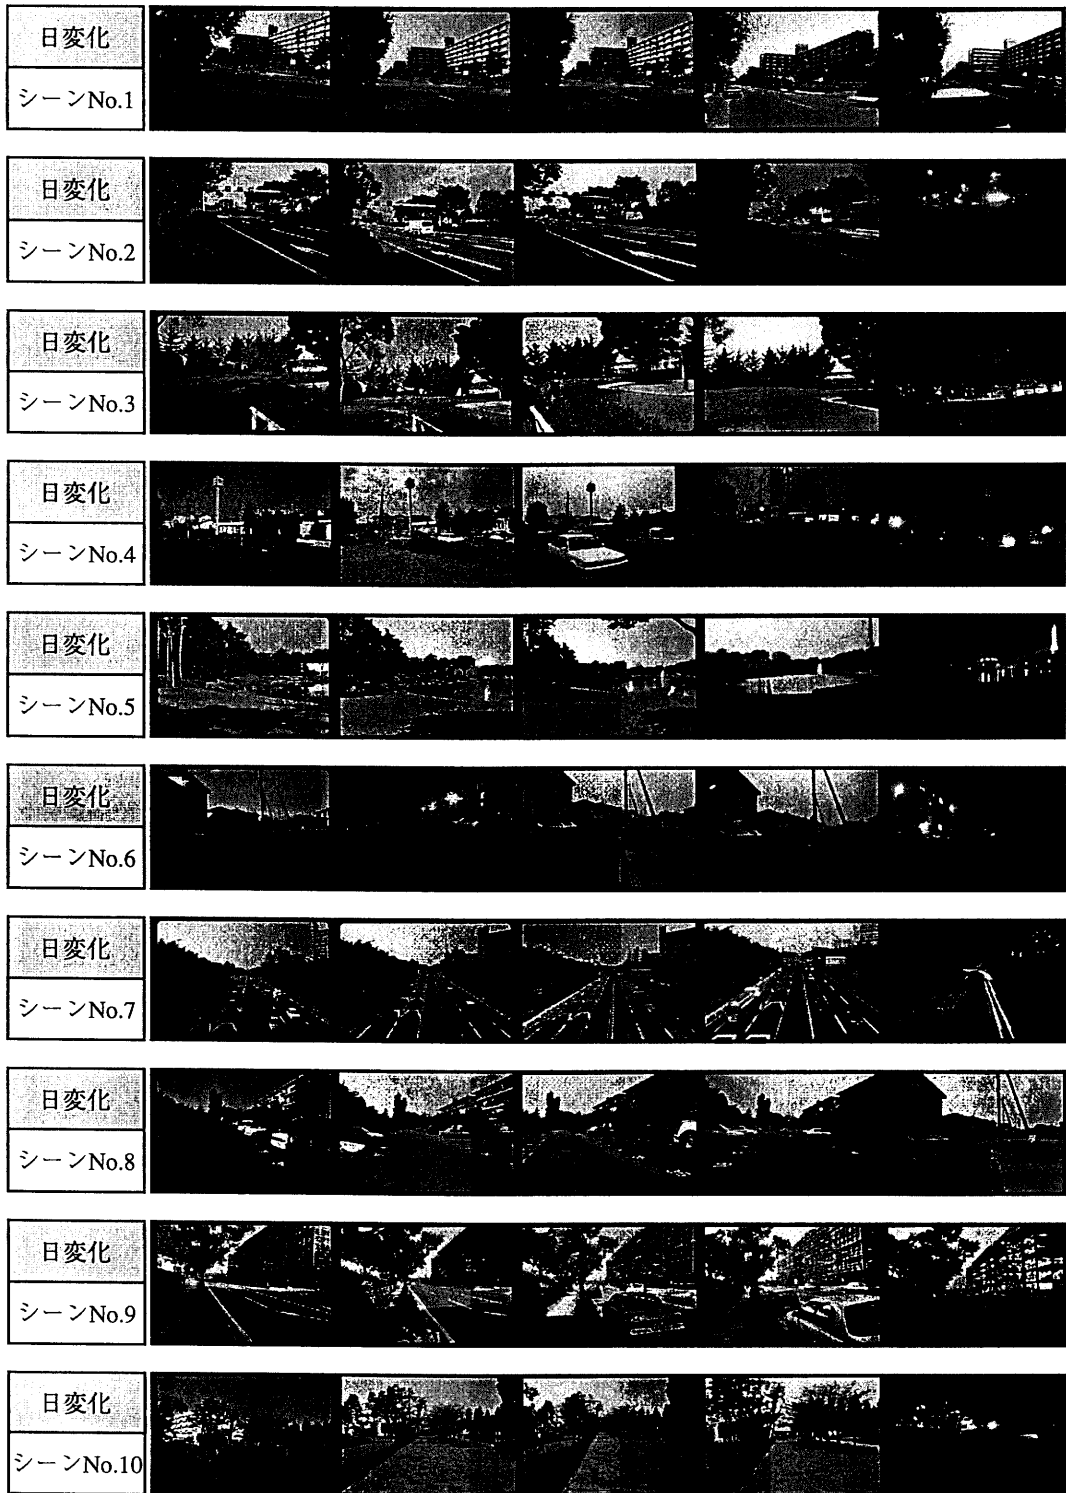 日変化
シーンNo.1
日変化
シーンNo.2
日変化
シーンNo.3
日変化
シーンNo.4
日変化
シーンNo.5
日変化
シーンNo.6
日変化
シーンNo.7
日変化
シーンNo.8
日変化
シーンNo.9
日変化
シーンNo.10